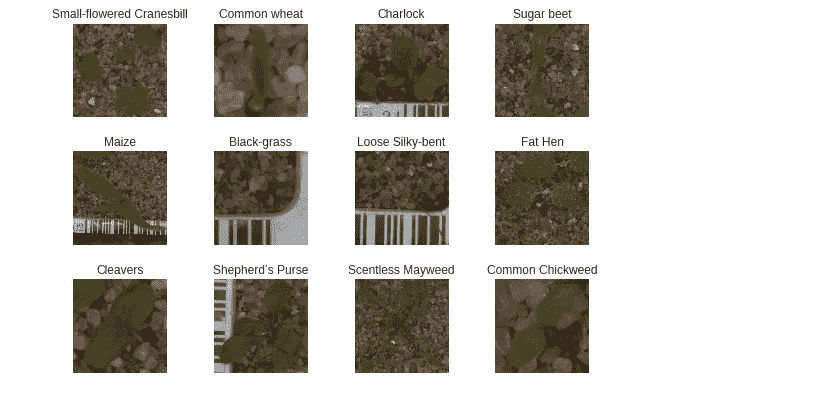 Small-flowered Cranesbill
Common wheat
Charlock
Sugar beet
Maize
Black-grass
Loose Silky-bent
Fat Hen
Cleavers
Shepherd's Purse
Scentless Mayweed
Common Chickweed